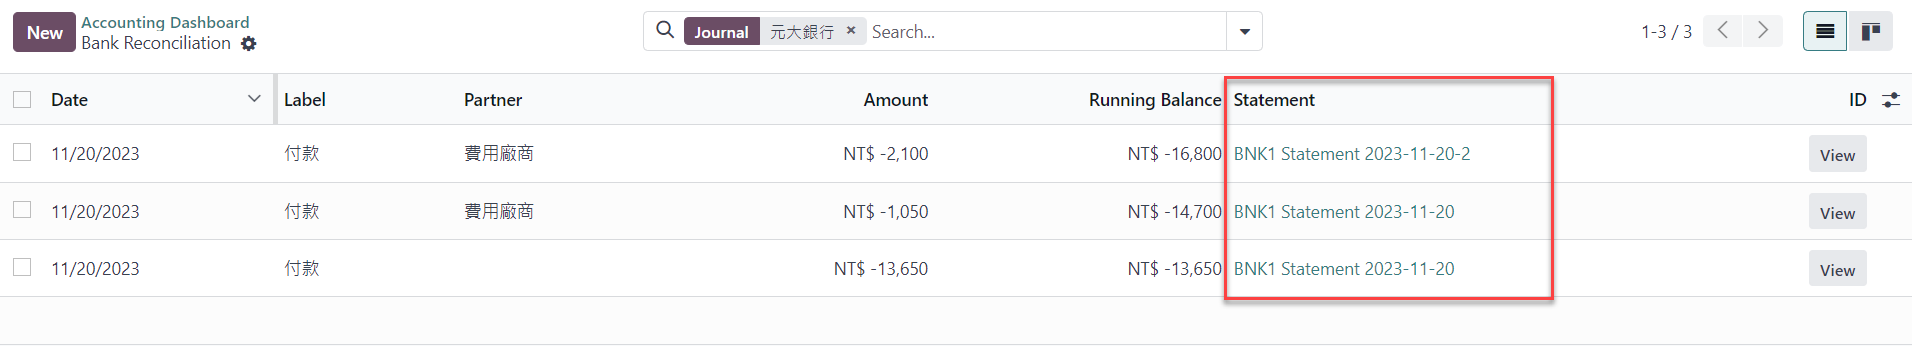 New
Accounting Dashboard
Bank Reconciliation
Journal 元大銀行 × Search...
1-3 / 3
Date Label Partner Amount Running Balance Statement ID
11/20/2023 付款 費用廠商 NT$ -2,100 NT$ -16,800 BNK1 Statement 2023-11-20-2 View
11/20/2023 付款 費用廠商 NT$ -1,050 NT$ -14,700 BNK1 Statement 2023-11-20 View
11/20/2023 付款 NT$ -13,650 NT$ -13,650 BNK1 Statement 2023-11-20 View